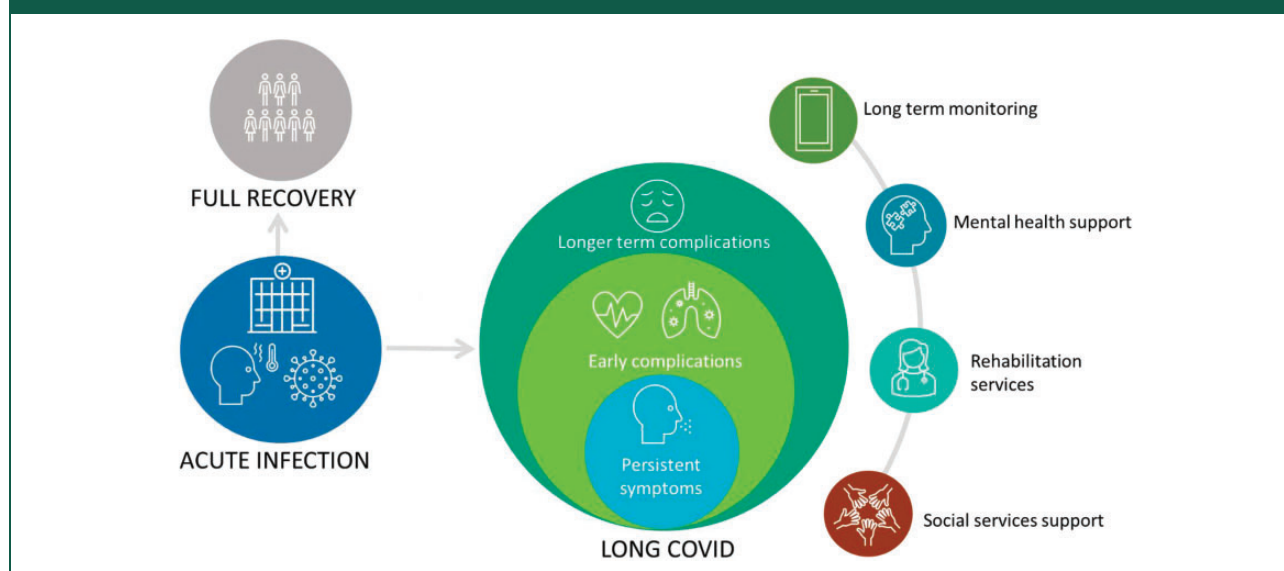 FULL RECOVERY
ACUTE INFECTION
Longer term complications
Early complications
Persistent
symptoms
LONG COVID
Long term monitoring
Mental health support
Rehabilitation
services
Social services support